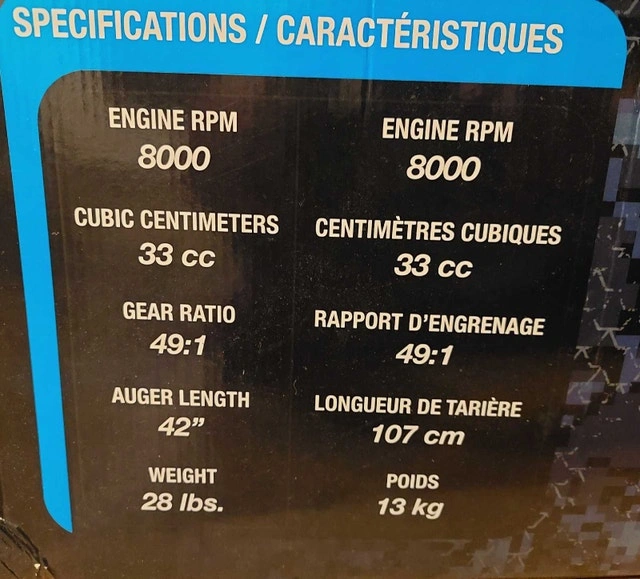 SPECIFICATIONS / CARACTÉRISTIQUES
ENGINE RPM
8000
CUBIC CENTIMETERS
33 cc
GEAR RATIO
49:1
AUGER LENGTH
42”
WEIGHT
28 lbs.
ENGINE RPM
8000
CENTIMÈTRES CUBIQUES
33 cc
RAPPORT D’ENGRENAGE
49:1
LONGUEUR DE TARIÈRE
107 cm
POIDS
13 kg